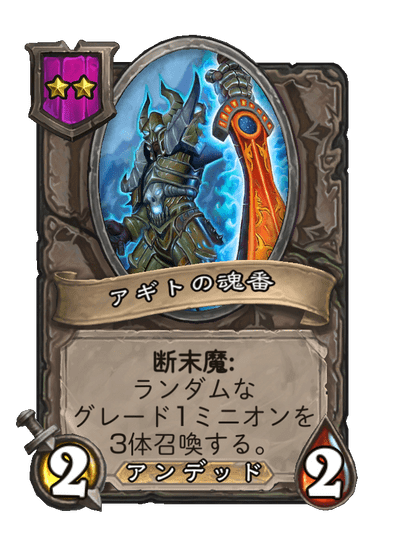 アギトの魂番
断末魔:
ランダムな
グレード1ミニオンを
3体召喚する。
2
アンデッド
2